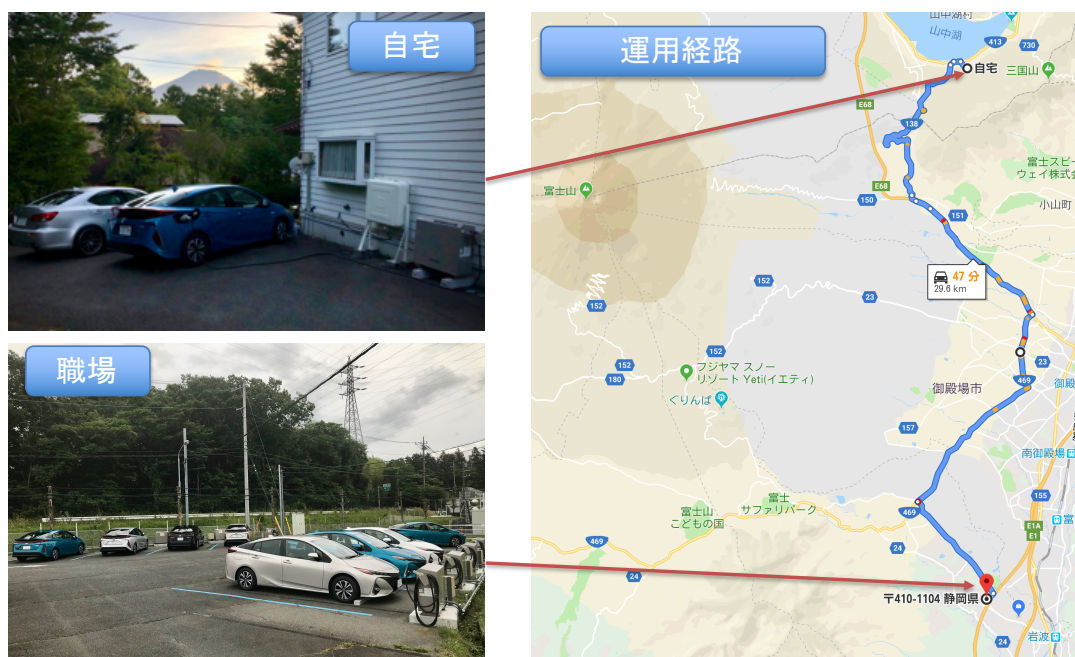 自宅
職場
運用経路
山中湖村
山中湖
413
730
自宅
三国山
E68
138
富士スピー
ウェイ株式会
富士山
E68
150
151
小山町
47 分
29.6 km
152
23
152
152
フジヤマ スノー
リゾート Yeti(イエティ)
152
180
ぐりんぱ
23
469
御殿場市
御殿
157
南御殿場
155
富士
サファリパーク
富士山
こどもの国
469
E1A
E1
富
469
24
24
〒410-1104 静岡県
岩波
24